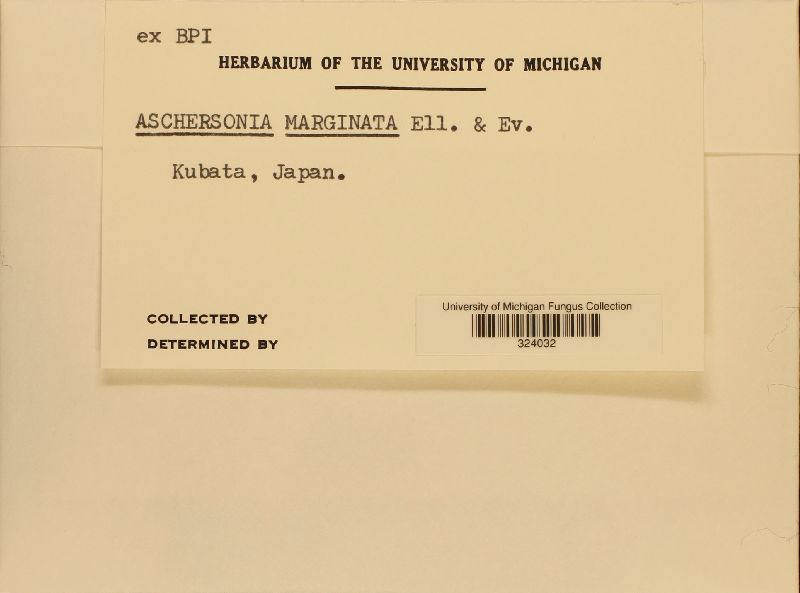 ex BPI
HERBARIUM OF THE UNIVERSITY OF MICHIGAN
ASCHERSONIA MARGINATA Ell. & Ev.
Kubata, Japan.
COLLECTED BY
DETERMINED BY
University of Michigan Fungus Collection
324032